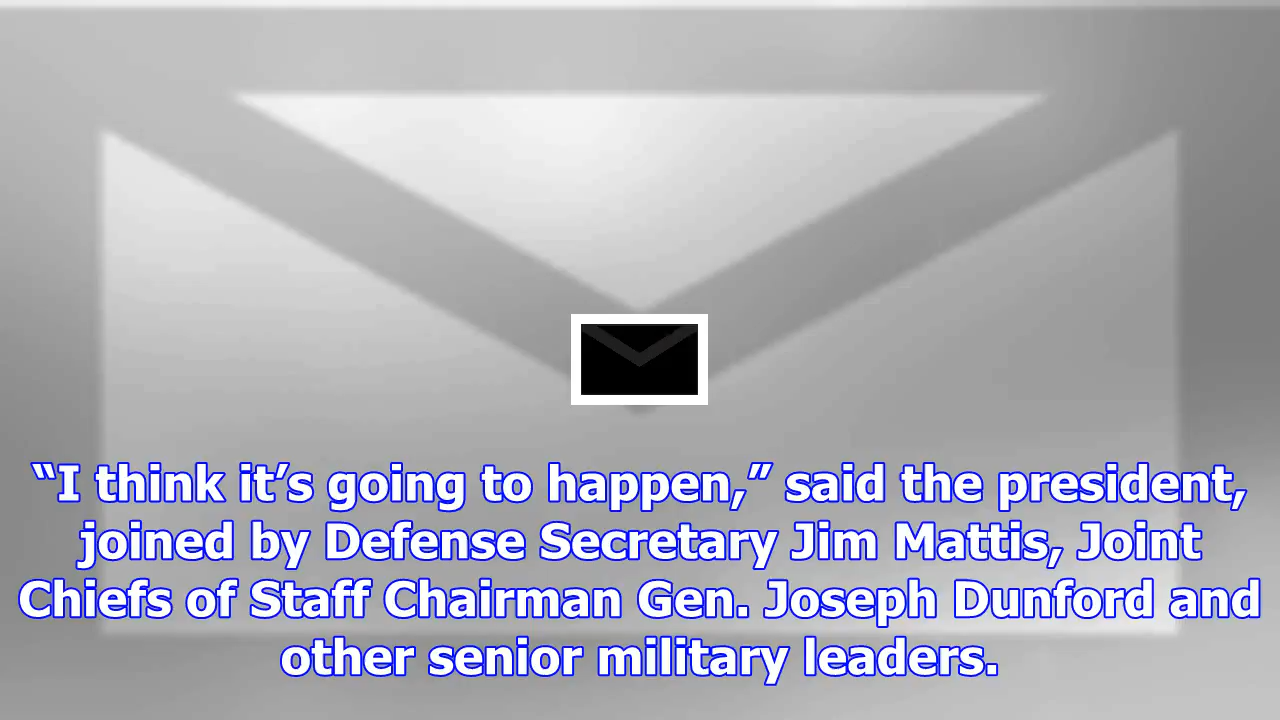 “I think it’s going to happen,” said the president,
joined by Defense Secretary Jim Mattis, Joint
Chiefs of Staff Chairman Gen. Joseph Dunford and
other senior military leaders.